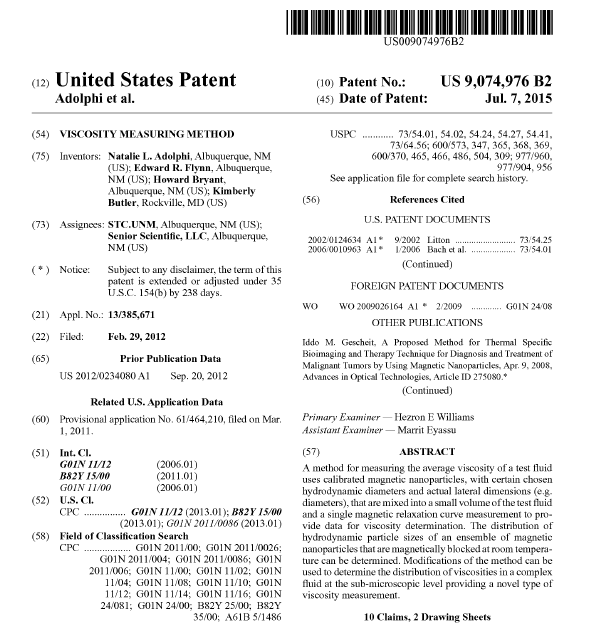 US009074976B2
(12) United States Patent
Adolphi et al.
(10) Patent No.: US 9,074,976 B2
(45) Date of Patent: Jul. 7, 2015
(54) VISCOSITY MEASURING METHOD
(75) Inventors: Natalie L. Adolphi, Albuquerque, NM
(US); Edward R. Flynn, Albuquerque,
NM (US); Howard Bryant,
Albuquerque, NM (US); Kimberly
Butler, Rockville, MD (US)
(73) Assignees: STC.UNM, Albuquerque, NM (US);
Senior Scientific, LLC, Albuquerque,
NM (US)
( * ) Notice: Subject to any disclaimer, the term of this
patent is extended or adjusted under 35
U.S.C. 154(b) by 238 days.
(21) Appl. No.: 13/385,671
(22) Filed: Feb. 29, 2012
(65) Prior Publication Data
US 2012/0234080 A1 Sep. 20, 2012
Related U.S. Application Data
(60) Provisional application No. 61/464,210, filed on Mar.
1, 2011.
(51) Int. Cl.
G01N 11/12 (2006.01)
B82Y 15/00 (2011.01)
G01N 11/00 (2006.01)
(52) U.S. Cl.
CPC ................ G01N 11/12 (2013.01); B82Y 15/00
(2013.01); G01N 2011/0086 (2013.01)
(58) Field of Classification Search
CPC .................. G01N 2011/00; G01N 2011/0026;
G01N 2011/004; G01N 2011/0086; G01N
2011/006; G01N 11/00; G01N 11/02; G01N
11/04; G01N 11/08; G01N 11/10; G01N
11/12; G01N 11/14; G01N 11/16; G01N
24/081; G01N 24/00; B82Y 25/00; B82Y
35/00; A61B 5/1486
USPC ............ 73/54.01, 54.02, 54.24, 54.27, 54.41,
73/64.56; 600/573, 347, 365, 368, 369,
600/370, 465, 466, 486, 504, 309; 977/960,
977/904, 956
See application file for complete search history.
(56) References Cited
U.S. PATENT DOCUMENTS
2002/0124634 A1* 9/2002 Litton ........................ 73/54.25
2006/0010963 A1* 1/2006 Bach et al. .................. 73/54.01
(Continued)
FOREIGN PATENT DOCUMENTS
WO WO 2009026164 A1 * 2/2009 ............. G01N 24/08
OTHER PUBLICATIONS
Iddo M. Gescheit, A Proposed Method for Thermal Specific
Bioimaging and Therapy Technique for Diagnosis and Treatment of
Malignant Tumors by Using Magnetic Nanoparticles, Apr. 9, 2008,
Advances in Optical Technologies, Article ID 275080.*
(Continued)
Primary Examiner — Hezron E Williams
Assistant Examiner — Marrit Eyassu
(57) ABSTRACT
A method for measuring the average viscosity of a test fluid
uses calibrated magnetic nanoparticles, with certain chosen
hydrodynamic diameters and actual lateral dimensions (e.g.
diameters), that are mixed into a small volume of the test fluid
and a single magnetic relaxation curve measurement to pro-
vide data for viscosity determination. The distribution of
hydrodynamic particle sizes of an ensemble of magnetic
nanoparticles that are magnetically blocked at room tempera-
ture can be determined. Modifications of the method can be
used to determine the distribution of viscosities in a complex
fluid at the sub-microscopic level providing a novel type of
viscosity measurement.
10 Claims, 2 Drawing Sheets